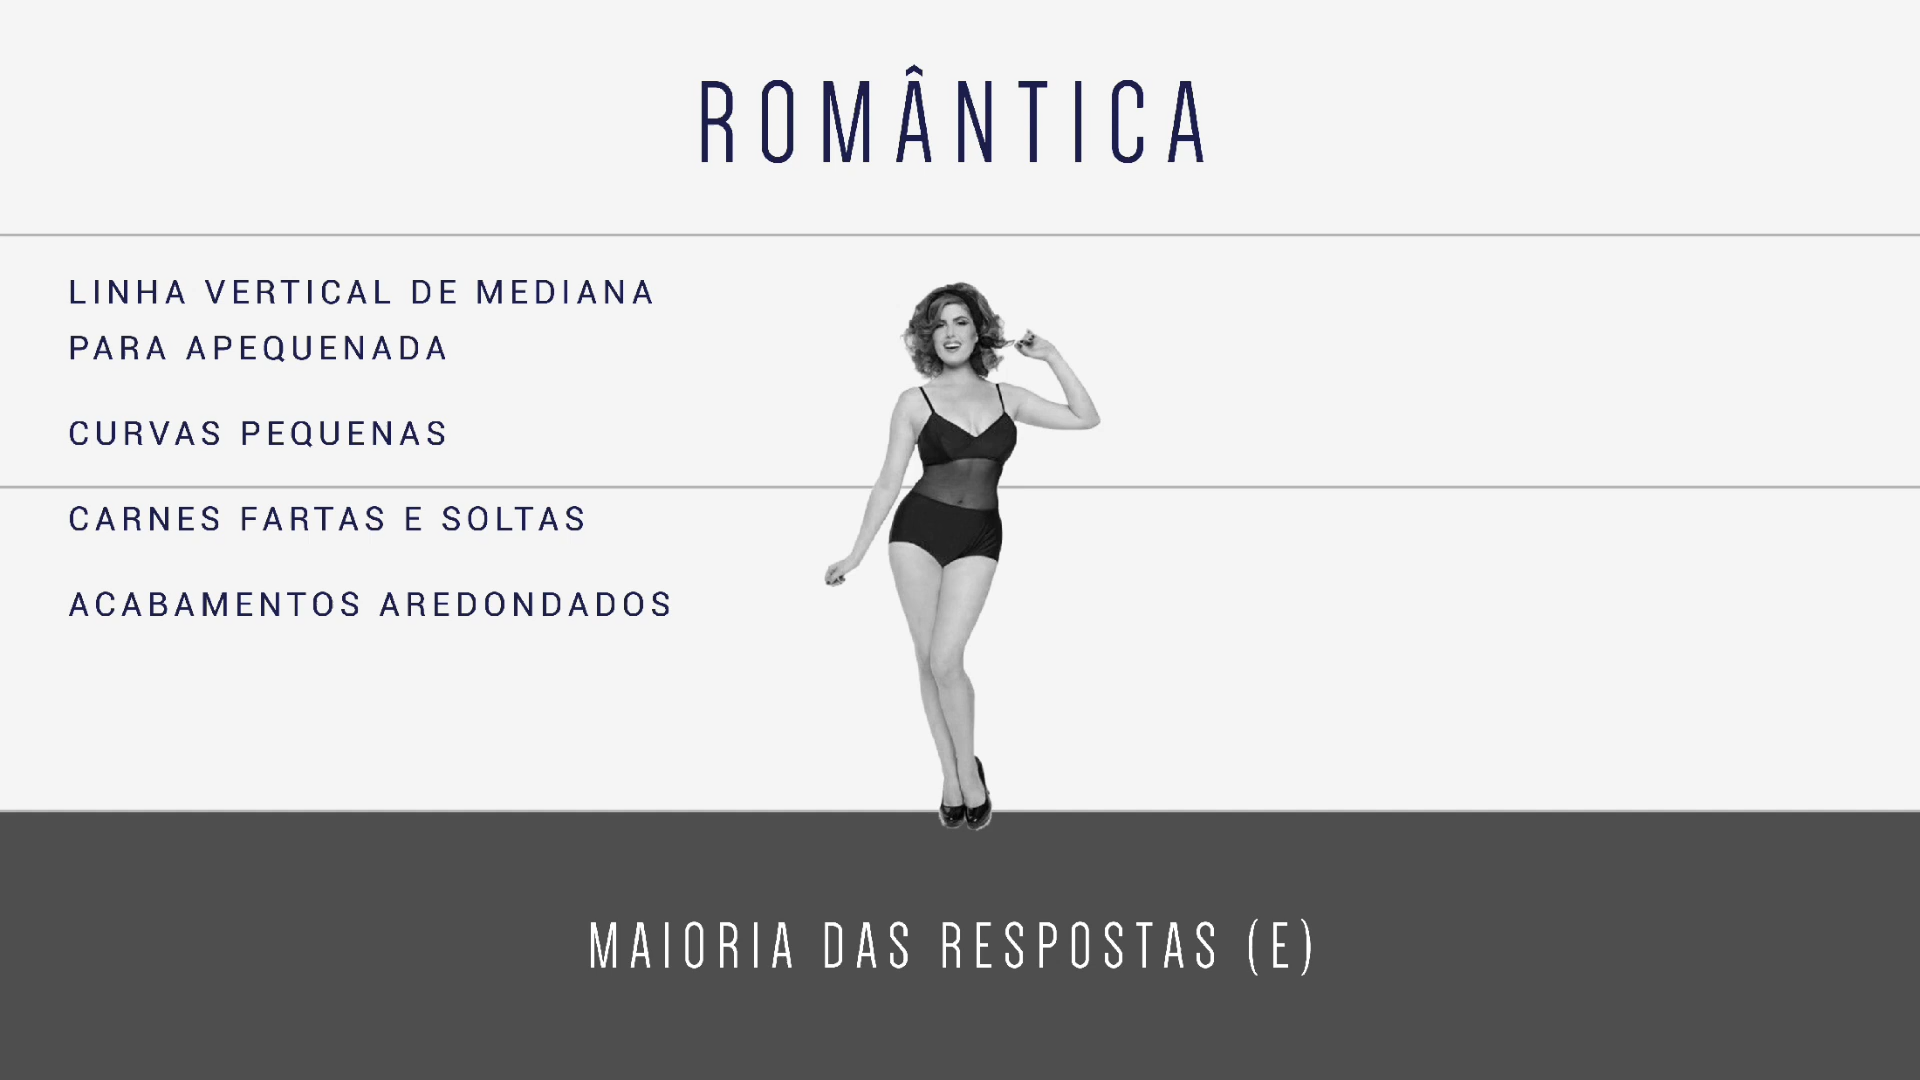 ROMÂNTICA
LINHA VERTICAL DE MEDIANA
PARA APEQUENADA
CURVAS PEQUENAS
CARNES FARTAS E SOLTAS
ACABAMENTOS AREDONDADOS
MAIORIA DAS RESPOSTAS (E)